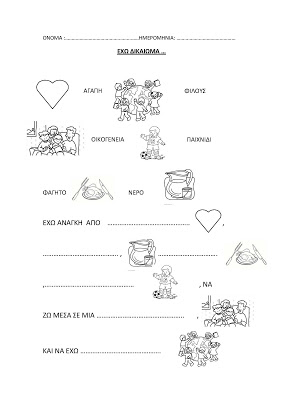 ΟΝΟΜΑ :……………………………………ΗΜΕΡΟΜΗΝΙΑ: ……………………………
ΕΧΩ ΔΙΚΑΙΩΜΑ …
ΑΓΑΠΗ ΦΙΛΟΥΣ
ΟΙΚΟΓΕΝΕΙΑ ΠΑΙΧΝΙΔΙ
ΦΑΓΗΤΟ ΝΕΡΟ
ΕΧΩ ΑΝΑΓΚΗ ΑΠΟ ……………………………… ,
…………………………… , ……………………
,……………………………… , ΝΑ
ΖΩ ΜΕΣΑ ΣΕ ΜΙΑ ……………………………… ,
ΚΑΙ ΝΑ ΕΧΩ ……………………………